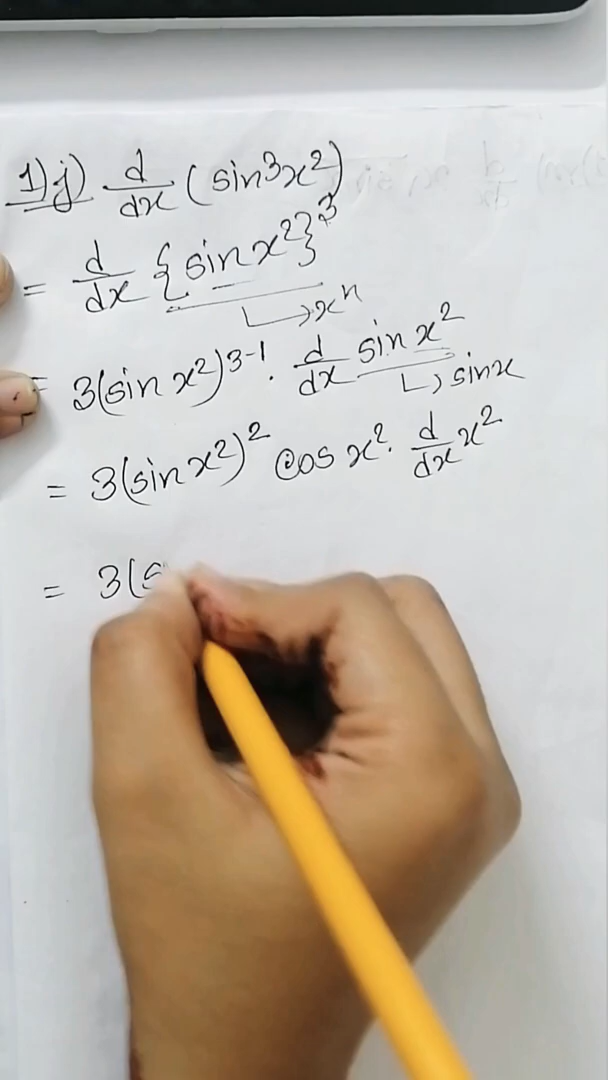 1)j) d/dx (sin³x²)
= d/dx {sin x²}³
↳ xⁿ
= 3(sin x²)³⁻¹ · d/dx sin x²
↳ sinx
= 3(sin x²)² cos x² · d/dx x²
= 3(s